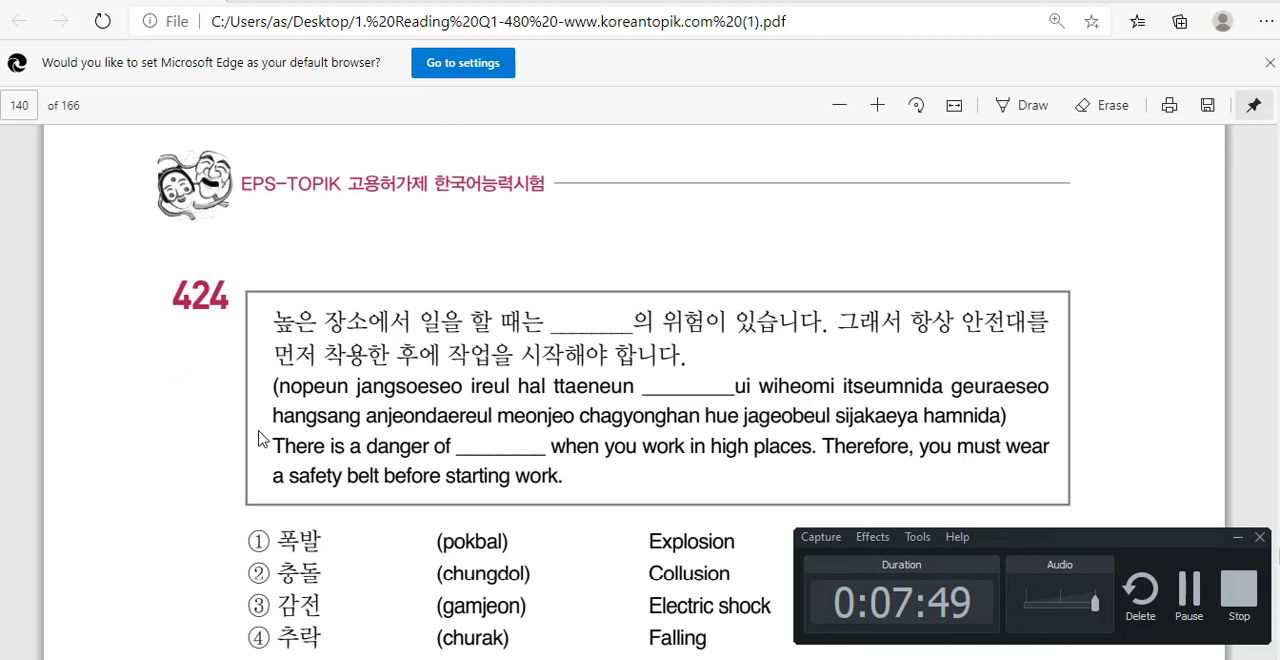 File C:/Users/as/Desktop/1.%20Reading%20Q1-480%20-www.koreantopik.com%20(1).pdf
Would you like to set Microsoft Edge as your default browser? Go to settings
140 of 166 Draw Erase
EPS-TOPIK 고용허가제 한국어능력시험
424
높은 장소에서 일을 할 때는 ________의 위험이 있습니다. 그래서 항상 안전대를
먼저 착용한 후에 작업을 시작해야 합니다.
(nopeun jangsoeseo ireul hal ttaeneun _________ui wiheomi itseumnida geuraeseo
hangsang anjeondaereul meonjeo chagyonghan hue jageobeul sijakaeya hamnida)
There is a danger of _________ when you work in high places. Therefore, you must wear
a safety belt before starting work.
① 폭발 (pokbal) Explosion
② 충돌 (chungdol) Collusion
③ 감전 (gamjeon) Electric shock
④ 추락 (churak) Falling
Capture Effects Tools Help
Duration Audio
0:07:49
Delete Pause Stop